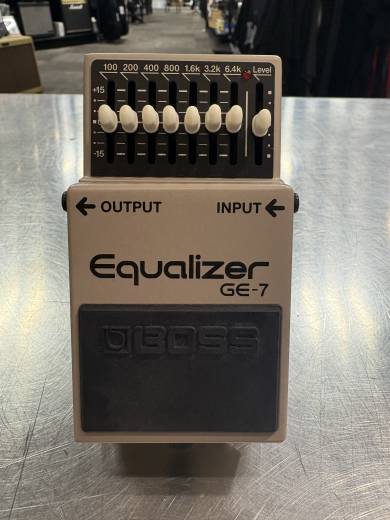 100 200 400 800 1.6k 3.2k 6.4k Level
+15
-15
OUTPUT INPUT
Equalizer
GE-7
BOSS